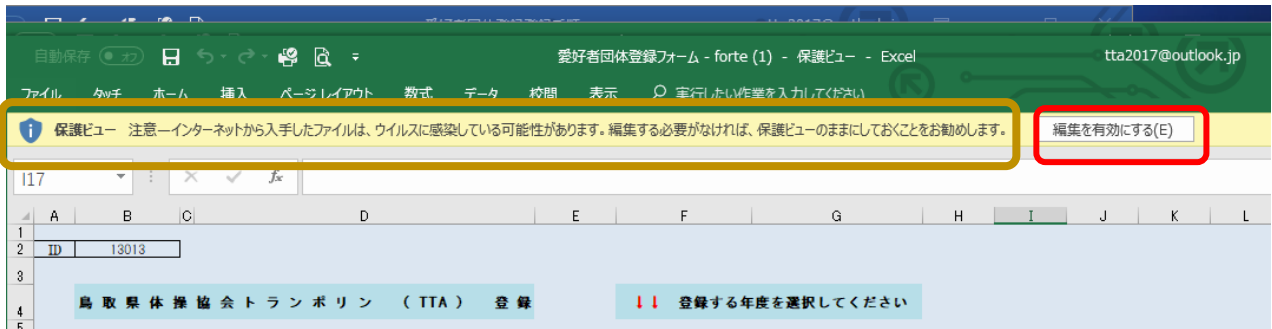 自動保存 オフ 愛好者団体登録フォーム - forte (1) - 保護ビュー - Excel tta2017@outlook.jp
ファイル タッチ ホーム 挿入 ページ レイアウト 数式 データ 校閲 表示 実行したい作業を入力してください
保護ビュー 注意―インターネットから入手したファイルは、ウイルスに感染している可能性があります。編集する必要がなければ、保護ビューのままにしておくことをお勧めします。 編集を有効にする(E)
I17 fx
A B C D E F G H I J K L
1
2 ID 13013
3
4 鳥取県体操協会トランポリン (TTA) 登録 ↓↓ 登録する年度を選択してください
5